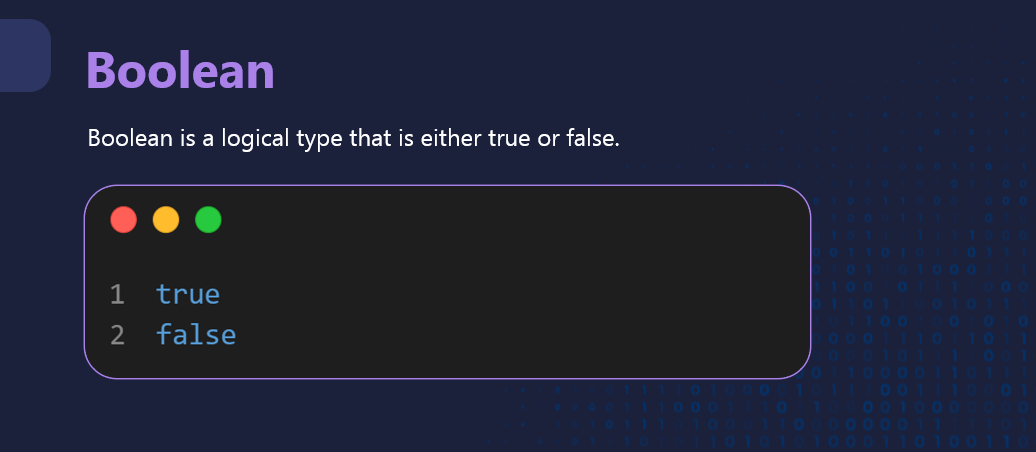 Boolean
Boolean is a logical type that is either true or false.
1 true
2 false